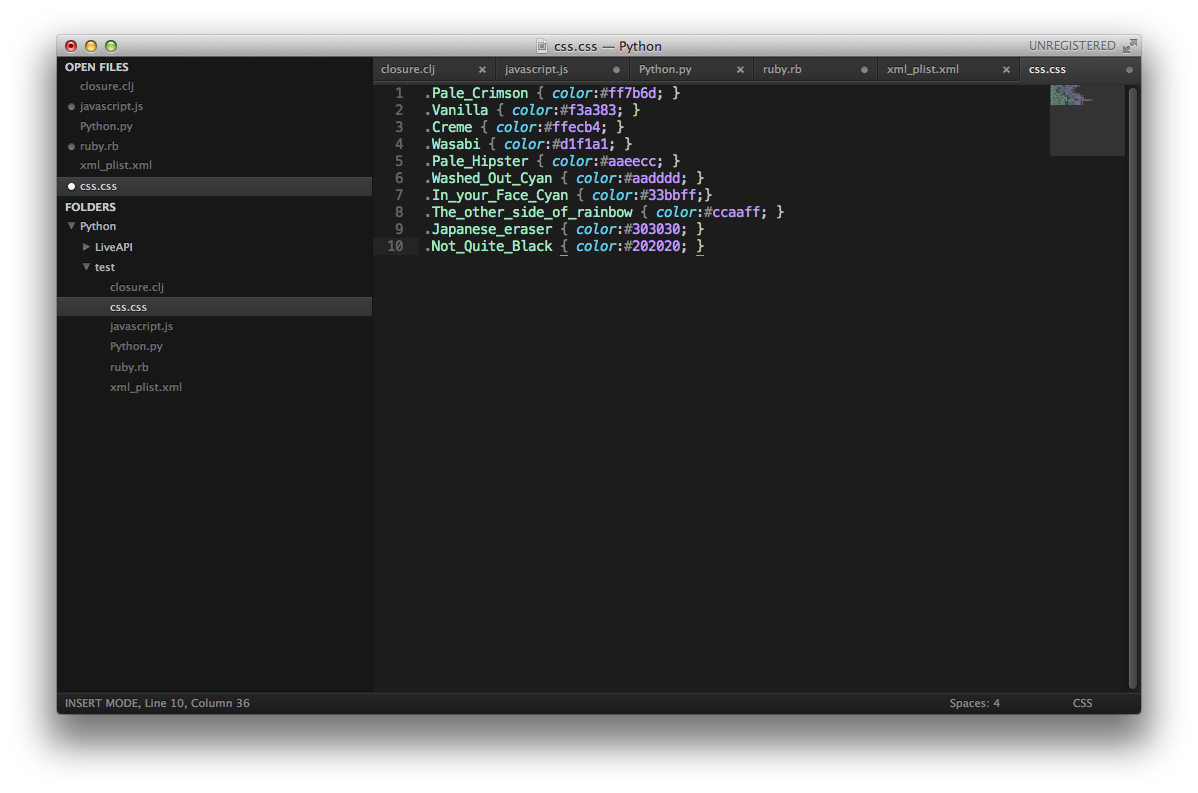 css.css — Python
UNREGISTERED
OPEN FILES
closure.clj
javascript.js
Python.py
ruby.rb
xml_plist.xml
css.css
FOLDERS
Python
LiveAPI
test
closure.clj
css.css
javascript.js
Python.py
ruby.rb
xml_plist.xml
closure.clj × javascript.js Python.py × ruby.rb xml_plist.xml × css.css
1 .Pale_Crimson { color:#ff7b6d; }
2 .Vanilla { color:#f3a383; }
3 .Creme { color:#ffecb4; }
4 .Wasabi { color:#d1f1a1; }
5 .Pale_Hipster { color:#aaeecc; }
6 .Washed_Out_Cyan { color:#aadddd; }
7 .In_your_Face_Cyan { color:#33bbff;}
8 .The_other_side_of_rainbow { color:#ccaaff; }
9 .Japanese_eraser { color:#303030; }
10 .Not_Quite_Black { color:#202020; }
INSERT MODE, Line 10, Column 36
Spaces: 4
CSS